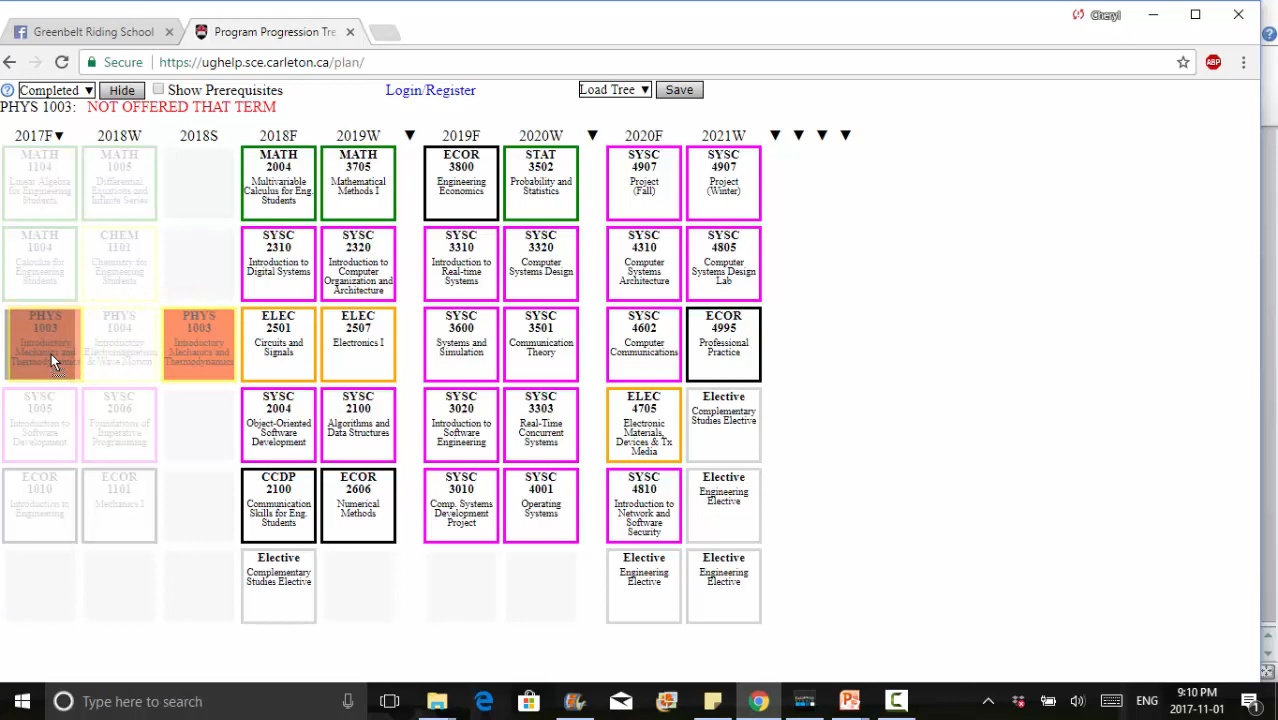 Cheryl
Greenbelt Riding School
Program Progression Tre
Secure
https://ughelp.sce.carleton.ca/plan/
ABP
Completed ▼
Hide
Show Prerequisites
Login/Register
Load Tree ▼
Save
PHYS 1003: NOT OFFERED THAT TERM
2017F▼ 2018W 2018S 2018F 2019W ▼ 2019F 2020W ▼ 2020F 2021W ▼ ▼ ▼ ▼
MATH
1104
Linear Algebra
for Engineering
Students
MATH
1005
Differential
Equations and
Infinite Series
MATH
2004
Multivariable
Calculus for Eng.
Students
MATH
3705
Mathematical
Methods I
ECOR
3800
Engineering
Economics
STAT
3502
Probability and
Statistics
SYSC
4907
Project
(Fall)
SYSC
4907
Project
(Winter)
MATH
1004
Calculus for
Engineering
Students
CHEM
1101
Chemistry for
Engineering
Students
SYSC
2310
Introduction to
Digital Systems
SYSC
2320
Introduction to
Computer
Organization and
Architecture
SYSC
3310
Introduction to
Real-time
Systems
SYSC
3320
Computer
Systems Design
SYSC
4310
Computer
Systems
Architecture
SYSC
4805
Computer
Systems Design
Lab
PHYS
1003
Introductory
Mechanics and
Thermodynamics
PHYS
1004
Introductory
Electromagnetism
& Wave Motion
PHYS
1003
Introductory
Mechanics and
Thermodynamics
ELEC
2501
Circuits and
Signals
ELEC
2507
Electronics I
SYSC
3600
Systems and
Simulation
SYSC
3501
Communication
Theory
SYSC
4602
Computer
Communications
ECOR
4995
Professional
Practice
SYSC
1005
Introduction to
Software
Development
SYSC
2006
Foundations of
Imperative
Programming
SYSC
2004
Object-Oriented
Software
Development
SYSC
2100
Algorithms and
Data Structures
SYSC
3020
Introduction to
Software
Engineering
SYSC
3303
Real-Time
Concurrent
Systems
ELEC
4705
Electronic
Materials,
Devices & Tx
Media
Elective
Complementary
Studies Elective
ECOR
1010
Introduction to
Engineering
ECOR
1101
Mechanics I
CCDP
2100
Communication
Skills for Eng.
Students
ECOR
2606
Numerical
Methods
SYSC
3010
Comp. Systems
Development
Project
SYSC
4001
Operating
Systems
SYSC
4810
Introduction to
Network and
Software
Security
Elective
Engineering
Elective
Elective
Complementary
Studies Elective
Elective
Engineering
Elective
Elective
Engineering
Elective
Type here to search
ENG
9:10 PM
2017-11-01
1